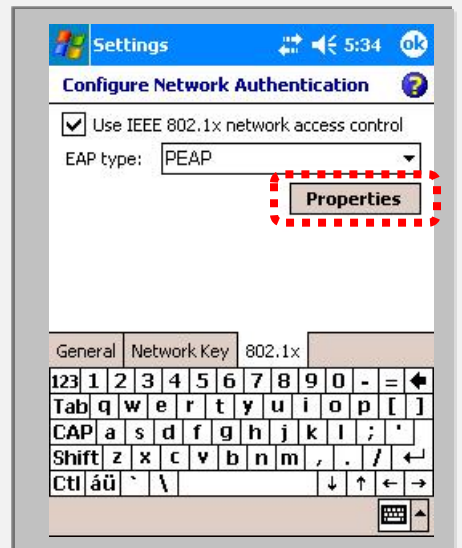 Settings 5:34 ok
Configure Network Authentication ?
Use IEEE 802.1x network access control
EAP type: PEAP
Properties
General Network Key 802.1x
123 1 2 3 4 5 6 7 8 9 0 - = 
Tab q w e r t y u i o p [ ]
CAP a s d f g h j k l ; '
Shift z x c v b n m , . /
Ctl áü ` \